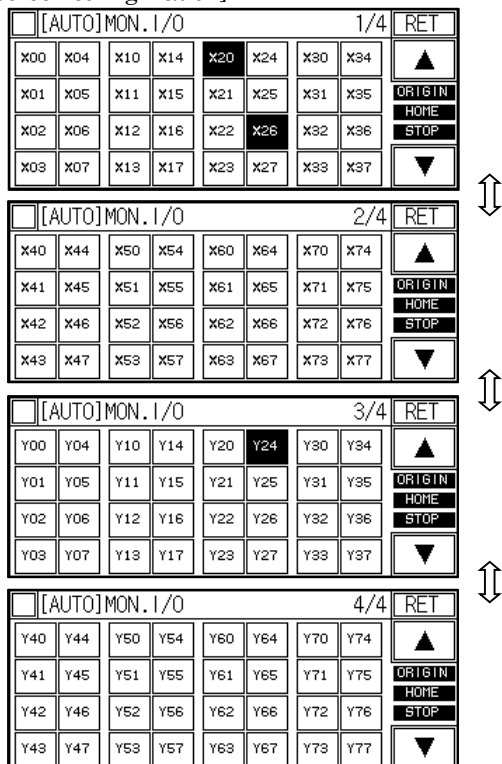 [AUTO]MON.I/O 1/4 RET
X00 X04 X10 X14 X20 X24 X30 X34
X01 X05 X11 X15 X21 X25 X31 X35 ORIGIN
HOME
X02 X06 X12 X16 X22 X26 X32 X36 STOP
X03 X07 X13 X17 X23 X27 X33 X37
[AUTO]MON.I/O 2/4 RET
X40 X44 X50 X54 X60 X64 X70 X74
X41 X45 X51 X55 X61 X65 X71 X75 ORIGIN
HOME
X42 X46 X52 X56 X62 X66 X72 X76 STOP
X43 X47 X53 X57 X63 X67 X73 X77
[AUTO]MON.I/O 3/4 RET
Y00 Y04 Y10 Y14 Y20 Y24 Y30 Y34
Y01 Y05 Y11 Y15 Y21 Y25 Y31 Y35 ORIGIN
HOME
Y02 Y06 Y12 Y16 Y22 Y26 Y32 Y36 STOP
Y03 Y07 Y13 Y17 Y23 Y27 Y33 Y37
[AUTO]MON.I/O 4/4 RET
Y40 Y44 Y50 Y54 Y60 Y64 Y70 Y74
Y41 Y45 Y51 Y55 Y61 Y65 Y71 Y75 ORIGIN
HOME
Y42 Y46 Y52 Y56 Y62 Y66 Y72 Y76 STOP
Y43 Y47 Y53 Y57 Y63 Y67 Y73 Y77